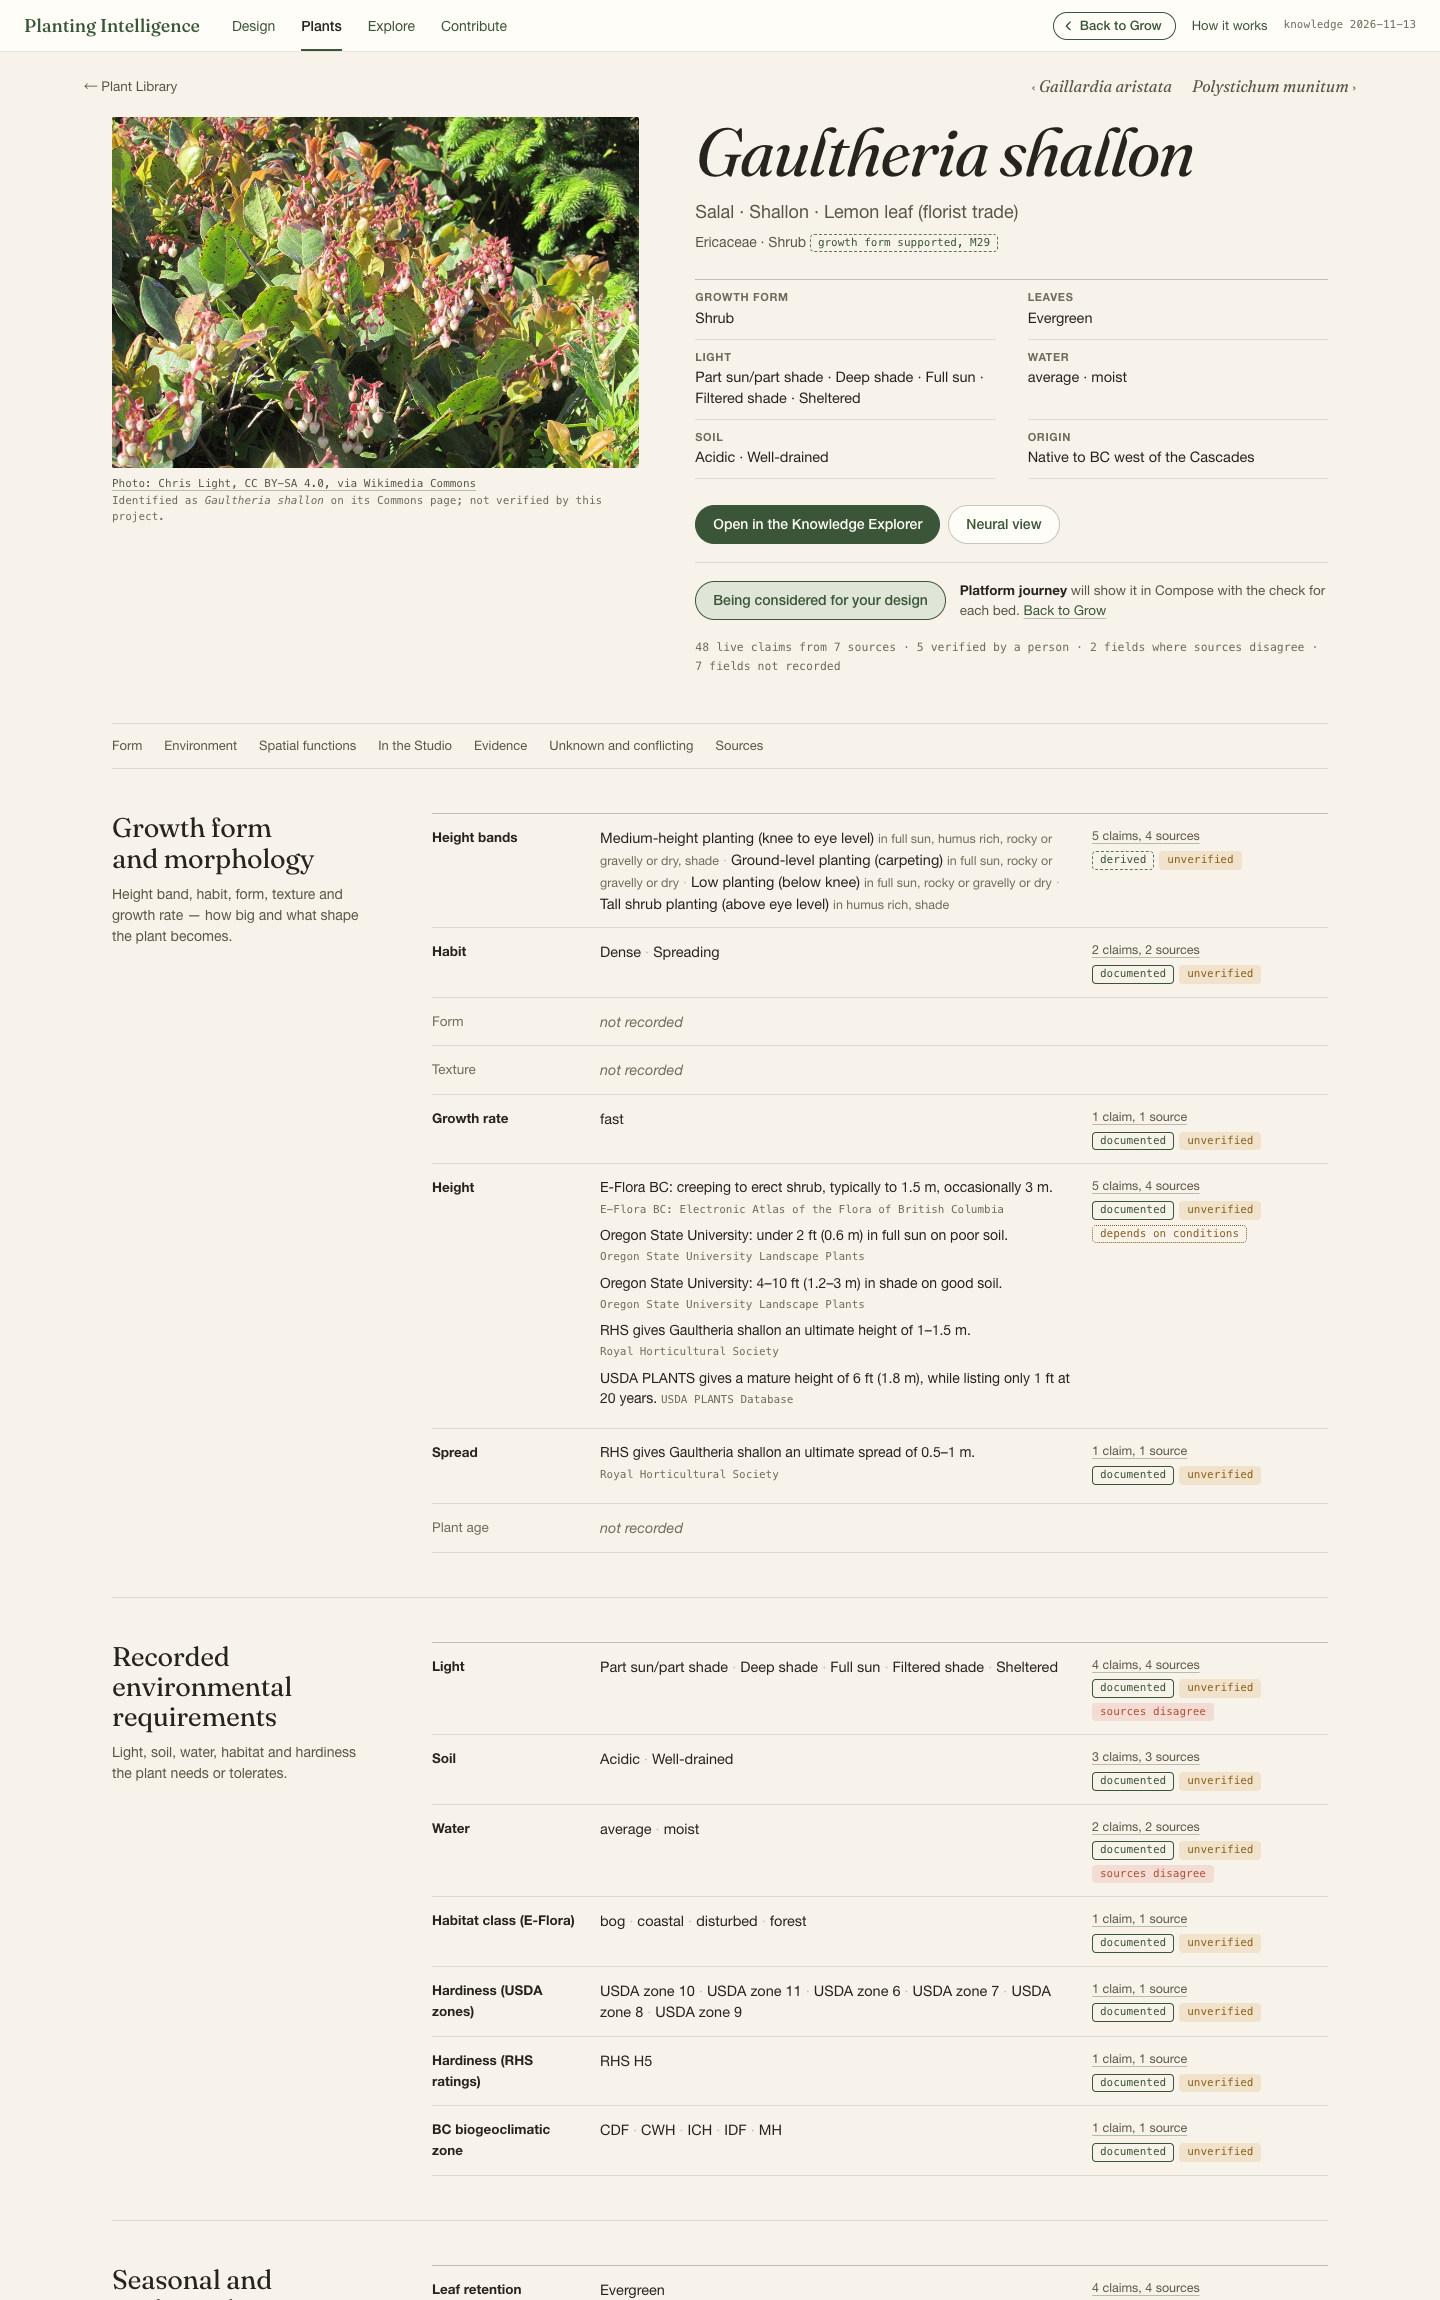 Planting Intelligence Design Plants Explore Contribute ‹ Back to Grow How it works knowledge 2026-11-13
← Plant Library ‹ Gaillardia aristata Polystichum munitum ›
Gaultheria shallon
Salal · Shallon · Lemon leaf (florist trade)
Ericaceae · Shrub growth form supported, M29
GROWTH FORM
Shrub
LEAVES
Evergreen
LIGHT
Part sun/part shade · Deep shade · Full sun ·
Filtered shade · Sheltered
WATER
average · moist
SOIL
Acidic · Well-drained
ORIGIN
Native to BC west of the Cascades
Photo: Chris Light, CC BY-SA 4.0, via Wikimedia Commons
Identified as Gaultheria shallon on its Commons page; not verified by this
project.
Open in the Knowledge Explorer Neural view
Being considered for your design
Platform journey will show it in Compose with the check for
each bed. Back to Grow
48 live claims from 7 sources · 5 verified by a person · 2 fields where sources disagree ·
7 fields not recorded
Form Environment Spatial functions In the Studio Evidence Unknown and conflicting Sources
Growth form
and morphology
Height band, habit, form, texture and
growth rate — how big and what shape
the plant becomes.
Height bands
Medium-height planting (knee to eye level) in full sun, humus rich, rocky or
gravelly or dry, shade · Ground-level planting (carpeting) in full sun, rocky or
gravelly or dry · Low planting (below knee) in full sun, rocky or gravelly or dry ·
Tall shrub planting (above eye level) in humus rich, shade
5 claims, 4 sources
derived unverified
Habit
Dense · Spreading
2 claims, 2 sources
documented unverified
Form
not recorded
Texture
not recorded
Growth rate
fast
1 claim, 1 source
documented unverified
Height
E-Flora BC: creeping to erect shrub, typically to 1.5 m, occasionally 3 m.
E-Flora BC: Electronic Atlas of the Flora of British Columbia
Oregon State University: under 2 ft (0.6 m) in full sun on poor soil.
Oregon State University Landscape Plants
Oregon State University: 4–10 ft (1.2–3 m) in shade on good soil.
Oregon State University Landscape Plants
RHS gives Gaultheria shallon an ultimate height of 1–1.5 m.
Royal Horticultural Society
USDA PLANTS gives a mature height of 6 ft (1.8 m), while listing only 1 ft at
20 years. USDA PLANTS Database
5 claims, 4 sources
documented unverified
depends on conditions
Spread
RHS gives Gaultheria shallon an ultimate spread of 0.5–1 m.
Royal Horticultural Society
1 claim, 1 source
documented unverified
Plant age
not recorded
Recorded
environmental
requirements
Light, soil, water, habitat and hardiness
the plant needs or tolerates.
Light
Part sun/part shade · Deep shade · Full sun · Filtered shade · Sheltered
4 claims, 4 sources
documented unverified
sources disagree
Soil
Acidic · Well-drained
3 claims, 3 sources
documented unverified
Water
average · moist
2 claims, 2 sources
documented unverified
sources disagree
Habitat class (E-Flora)
bog · coastal · disturbed · forest
1 claim, 1 source
documented unverified
Hardiness (USDA
zones)
USDA zone 10 · USDA zone 11 · USDA zone 6 · USDA zone 7 · USDA
zone 8 · USDA zone 9
1 claim, 1 source
documented unverified
Hardiness (RHS
ratings)
RHS H5
1 claim, 1 source
documented unverified
BC biogeoclimatic
zone
CDF · CWH · ICH · IDF · MH
1 claim, 1 source
documented unverified
Seasonal and
Leaf retention
Evergreen
4 claims, 4 sources